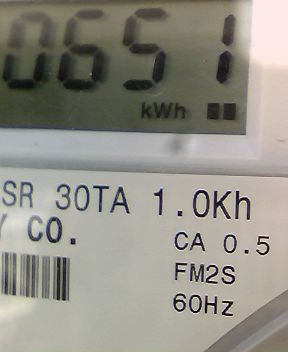 0651
kWh
SR 30TA 1.0Kh
Y CO.
CA 0.5
FM2S
60Hz